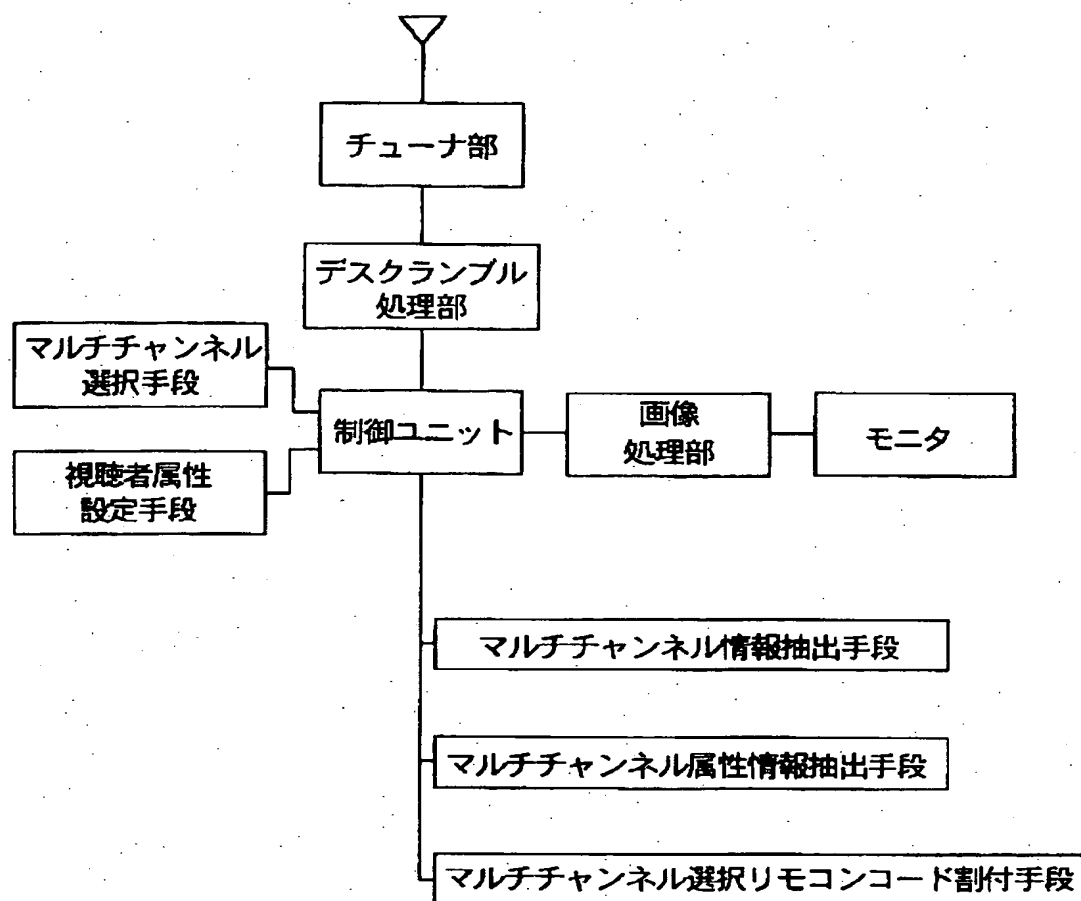 チューナ部
デスクランブル
処理部
マルチチャンネル
選択手段
制御ユニット
画像
処理部
モニタ
視聴者属性
設定手段
マルチチャンネル情報抽出手段
マルチチャンネル属性情報抽出手段
マルチチャンネル選択リモコンコード割付手段